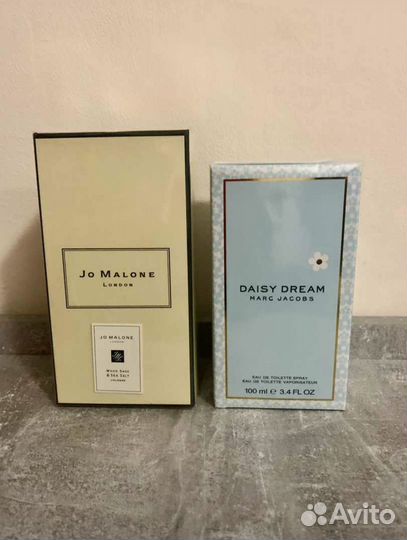 JO MALONE
LONDON
JO MALONE
LONDON
WOOD SAGE
& SEA SALT
COLOGNE
DAISY DREAM
MARC JACOBS
EAU DE TOILETTE SPRAY
EAU DE TOILETTE VAPORISATEUR
100 ml e 3.4 FL OZ
Avito